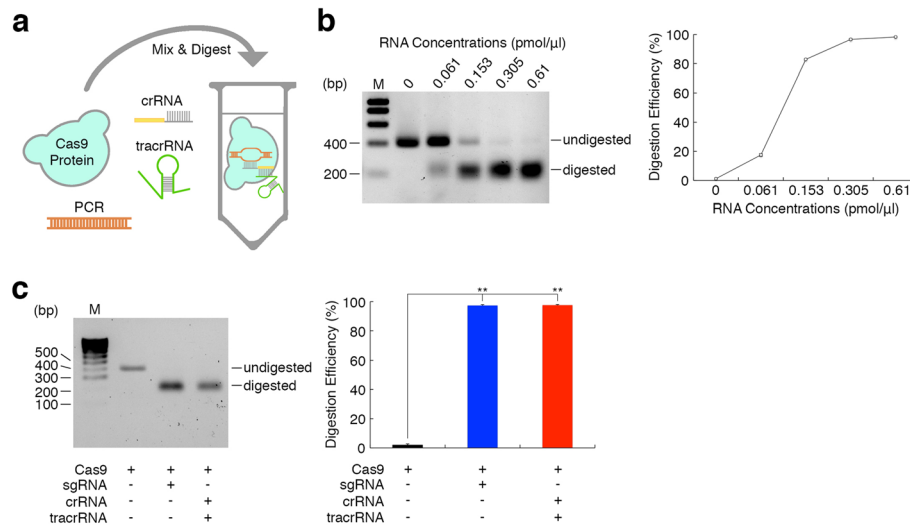 a
Mix & Digest
crRNA
Cas9
Protein
tracrRNA
PCR
b
RNA Concentrations (pmol/µl)
(bp) M 0 0.061 0.153 0.305 0.61
400
200
undigested
digested
Digestion Efficiency (%)
100
80
60
40
20
0
0 0.061 0.153 0.305 0.61
RNA Concentrations (pmol/µl)
c
(bp) M
500
400
300
200
100
undigested
digested
Cas9 + + +
sgRNA - + -
crRNA - - +
tracrRNA - - +
Digestion Efficiency (%)
100
80
60
40
20
0
** **
Cas9 + + +
sgRNA - + -
crRNA - - +
tracrRNA - - +